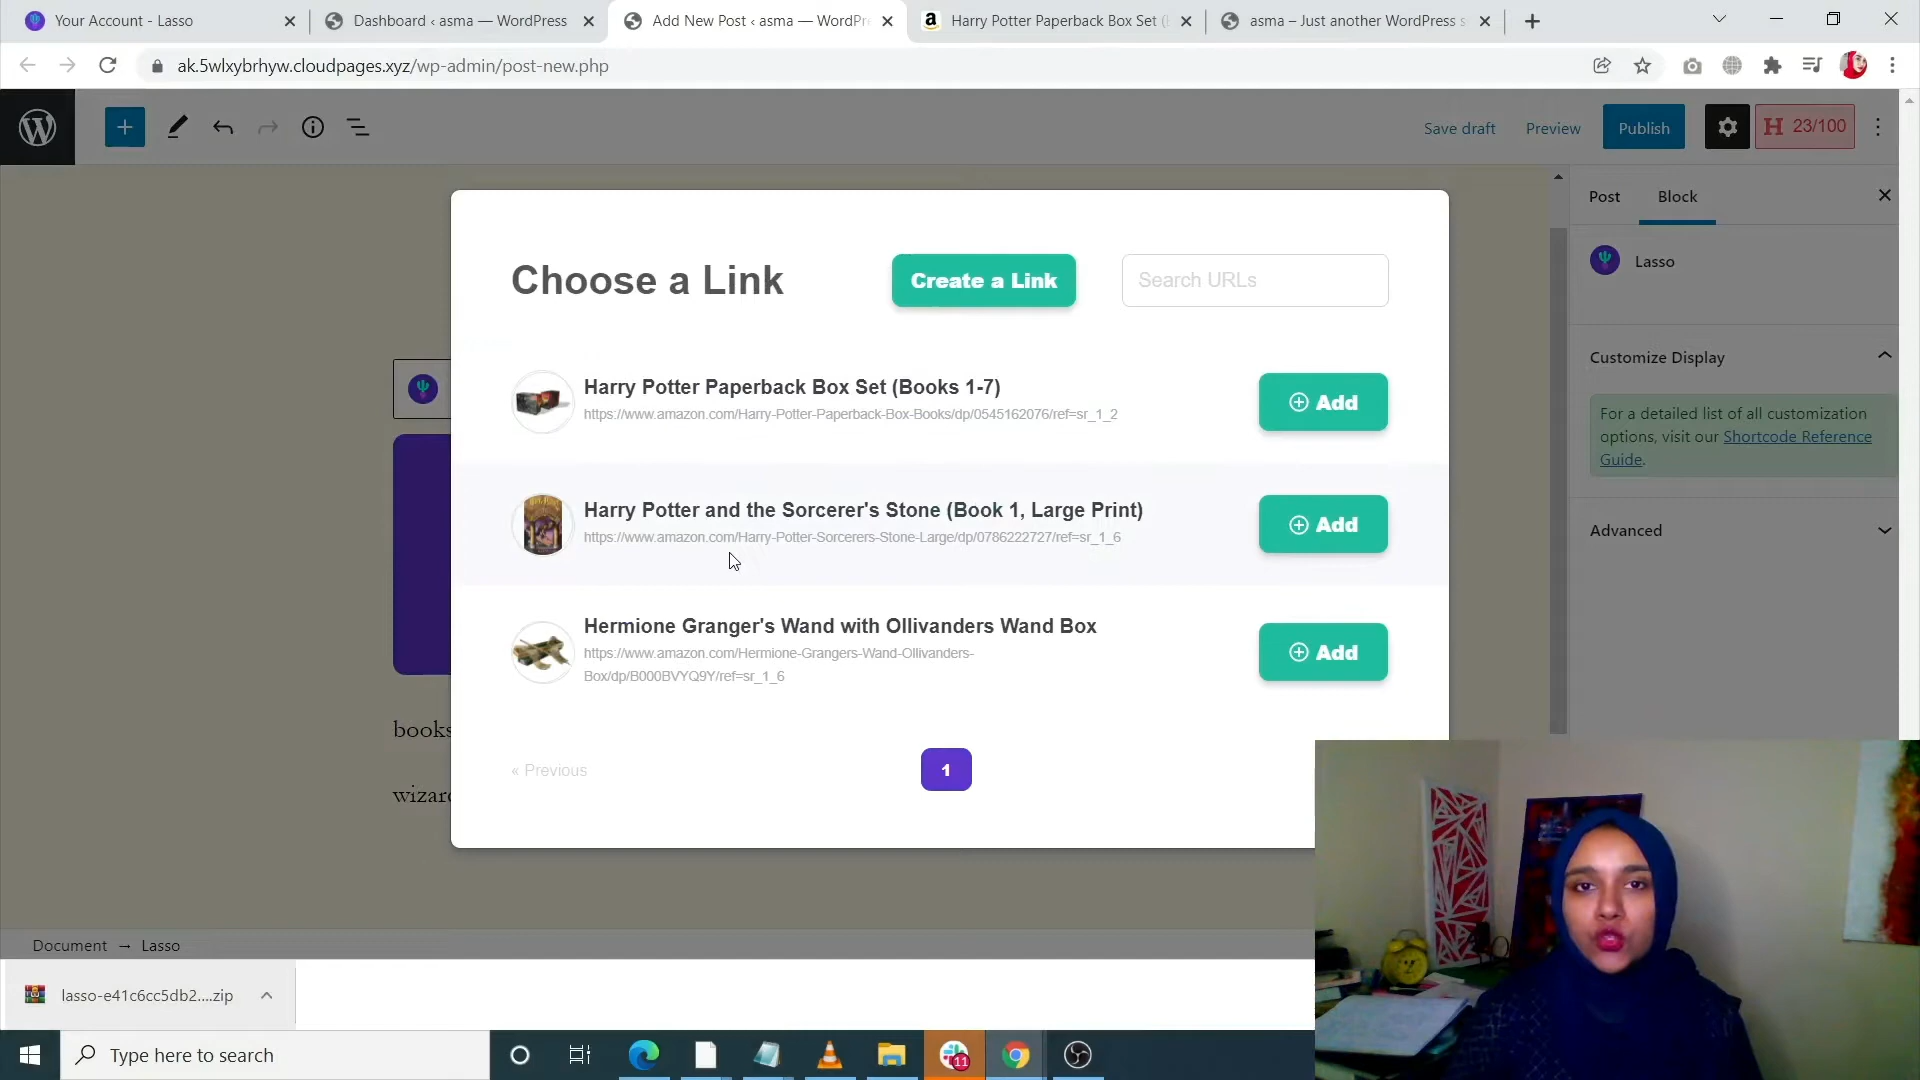 Your Account - Lasso
Dashboard ‹ asma — WordPress
Add New Post ‹ asma — WordPr
Harry Potter Paperback Box Set (
asma – Just another WordPress s
ak.5wlxybrhyw.cloudpages.xyz/wp-admin/post-new.php
Save draft
Preview
Publish
H 23/100
Post
Block
Lasso
Customize Display
For a detailed list of all customization
options, visit our Shortcode Reference
Guide.
Advanced
Choose a Link
Create a Link
Search URLs
Harry Potter Paperback Box Set (Books 1-7)
https://www.amazon.com/Harry-Potter-Paperback-Box-Books/dp/0545162076/ref=sr_1_2
Add
Harry Potter and the Sorcerer's Stone (Book 1, Large Print)
https://www.amazon.com/Harry-Potter-Sorcerers-Stone-Large/dp/0786222727/ref=sr_1_6
Add
Hermione Granger's Wand with Ollivanders Wand Box
https://www.amazon.com/Hermione-Grangers-Wand-Ollivanders-
Box/dp/B000BVYQ9Y/ref=sr_1_6
Add
books
« Previous
1
wizard
Document → Lasso
lasso-e41c6cc5db2....zip
Type here to search
11